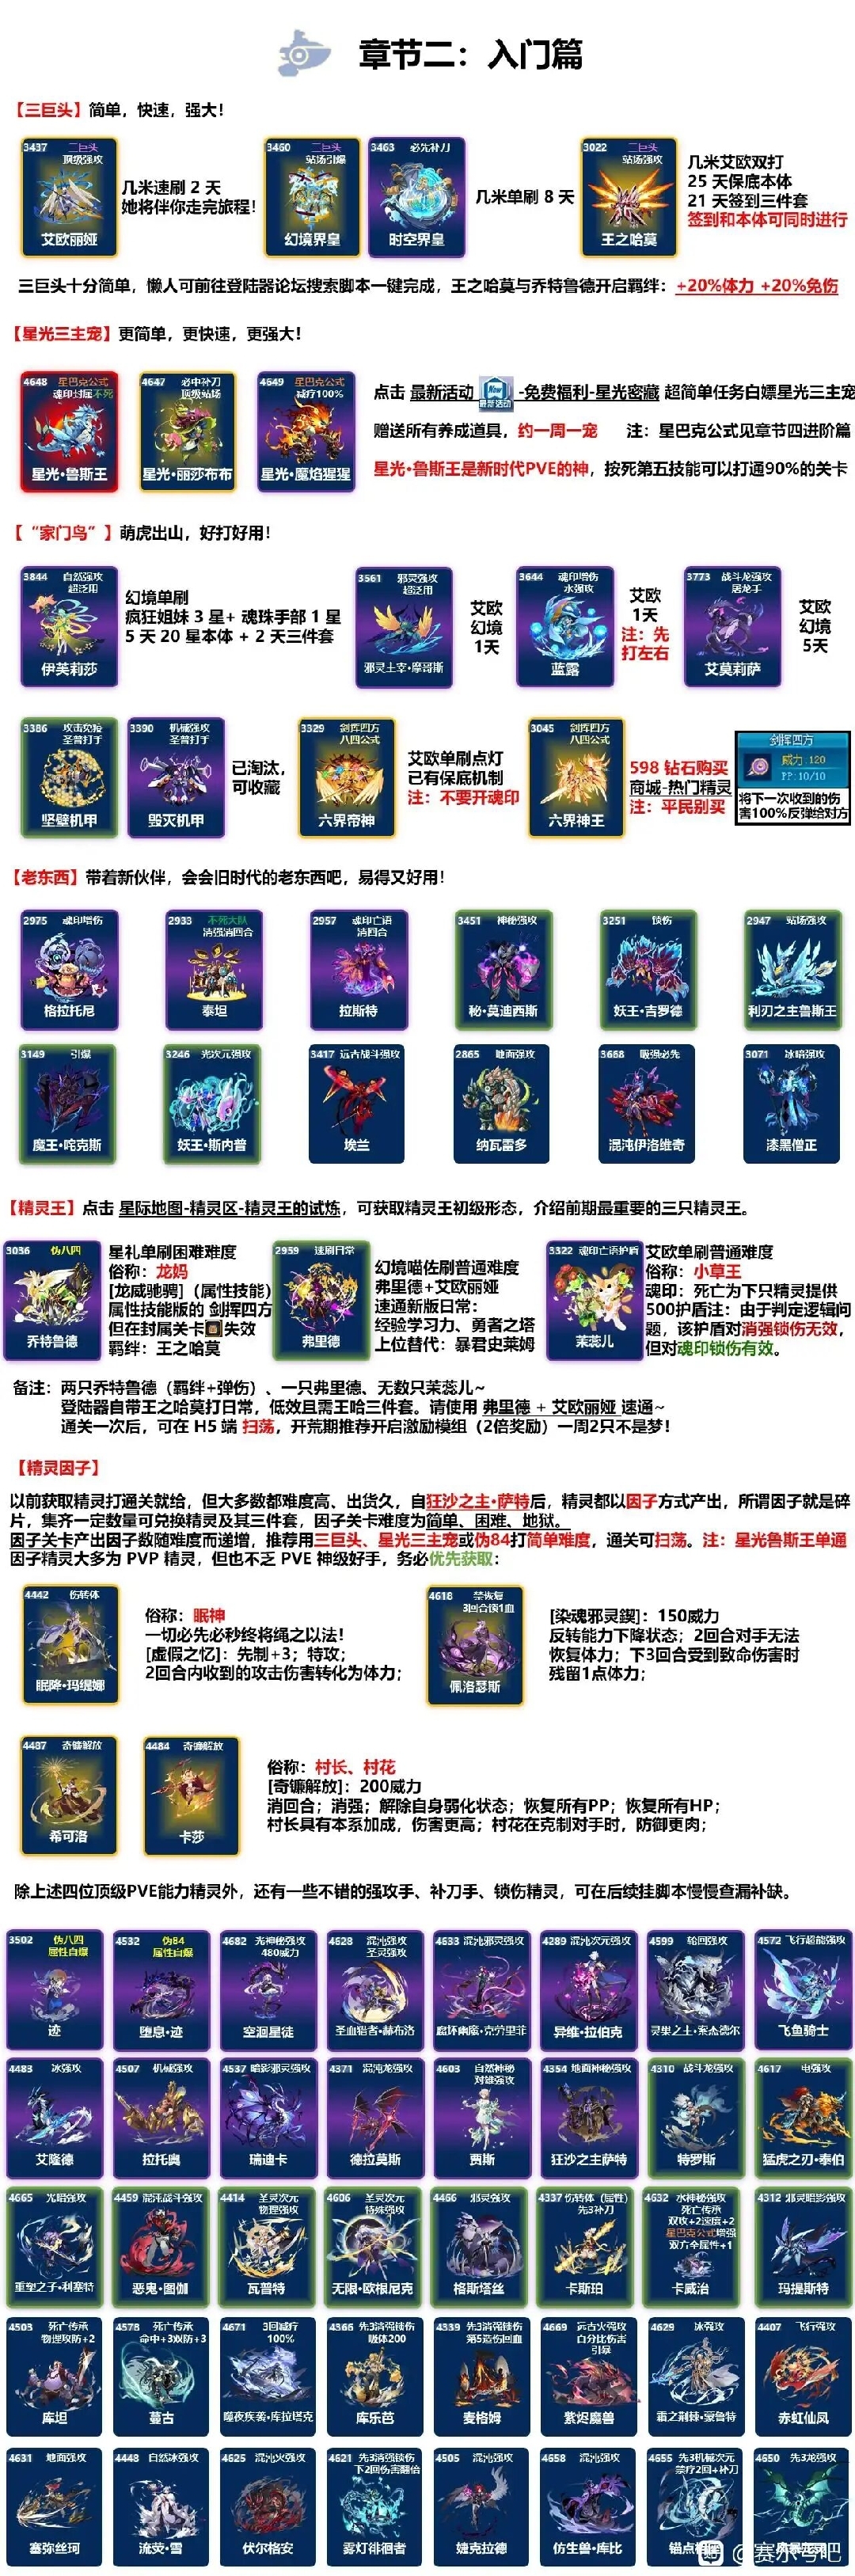 章节二：入门篇
【三巨头】简单，快速，强大！
3437 二巨头
顶级强攻
艾欧丽娅
几米速刷 2 天
她将伴你走完旅程！
3460 二巨头
站场引爆
幻境界皇
3463 必先补刀
时空界皇
几米单刷 8 天
3022 二巨头
站场强攻
王之哈莫
几米艾欧双打
25 天保底本体
21 天签到三件套
签到和本体可同时进行
三巨头十分简单，懒人可前往登陆器论坛搜索脚本一键完成，王之哈莫与乔特鲁德开启羁绊：+20%体力 +20%免伤
【星光三主宠】更简单，更快速，更强大！
4648 星巴克公式
魂印封属不死
星光·鲁斯王
4647 必中补刀
顶级站场
星光·丽莎布布
4649 星巴克公式
减疗100%
星光·魔焰猩猩
点击 最新活动 New 最新活动 -免费福利-星光密藏 超简单任务白嫖星光三主宠
赠送所有养成道具，约一周一宠 注：星巴克公式见章节四进阶篇
星光·鲁斯王是新时代PVE的神，按死第五技能可以打通90%的关卡
【“家门鸟”】萌虎出山，好打好用！
3844 自然强攻
超泛用
伊芙莉莎
幻境单刷
疯狂姐妹 3 星+ 魂珠手部 1 星
5 天 20 星本体 + 2 天三件套
3561 邪灵强攻
超泛用
邪灵主宰·摩哥斯
艾欧
幻境
1天
3644 魂印增伤
水强攻
蓝露
艾欧
1天
注：先
打左右
3773 战斗龙强攻
屠龙手
艾莫莉萨
艾欧
幻境
5天
3386 攻击免疫
圣普打手
坚壁机甲
3390 机械强攻
圣普打手
毁灭机甲
已淘汰，
可收藏
3329 剑挥四方
八四公式
六界帝神
艾欧单刷点灯
已有保底机制
注：不要开魂印
3045 剑挥四方
八四公式
六界神王
598 钻石购买
商城-热门精灵
注：平民别买
剑挥四方
威力：120
PP：10/10
将下一次收到的伤
害100%反弹给对方
【老东西】带着新伙伴，会会旧时代的老东西吧，易得又好用！
2975 魂印增伤
格拉托尼
2933 不死大队
清强清回合
泰坦
2957 魂印亡语
清回合
拉斯特
3451 神秘强攻
秘·莫迪西斯
3251 锁伤
妖王·吉罗德
2947 站场强攻
利刃之主鲁斯王
3149 引爆
魔王·咤克斯
3246 光次元强攻
妖王·斯内普
3417 远古战斗强攻
埃兰
2865 地面强攻
纳瓦雷多
3668 吸强必先
混沌伊洛维奇
3071 冰暗强攻
漆黑僧正
【精灵王】点击 星际地图-精灵区-精灵王的试炼，可获取精灵王初级形态，介绍前期最重要的三只精灵王。
3036 伪八四
乔特鲁德
星礼单刷困难难度
俗称：龙妈
[龙威驰骋]（属性技能）
属性技能版的 剑挥四方
但在封属关卡失效
羁绊：王之哈莫
2959 速刷日常
弗里德
幻境喵佐刷普通难度
弗里德+艾欧丽娅
速通新版日常：
经验学习力、勇者之塔
上位替代：暴君史莱姆
3322 魂印亡语护盾
茉蕊儿
艾欧单刷普通难度
俗称：小草王
魂印：死亡为下只精灵提供
500护盾注：由于判定逻辑问
题，该护盾对消强锁伤无效，
但对魂印锁伤有效。
备注：两只乔特鲁德（羁绊+弹伤）、一只弗里德、无数只茉蕊儿~
登陆器自带王之哈莫打日常，低效且需王哈三件套。请使用 弗里德 + 艾欧丽娅 速通~
通关一次后，可在 H5 端 扫荡，开荒期推荐开启激励模组（2倍奖励）一周2只不是梦！
【精灵因子】
以前获取精灵打通关就给，但大多数都难度高、出货久，自狂沙之主·萨特后，精灵都以因子方式产出，所谓因子就是碎
片，集齐一定数量可兑换精灵及其三件套，因子关卡难度为简单、困难、地狱。
因子关卡产出因子数随难度而递增，推荐用三巨头、星光三主宠或伪84打简单难度，通关可扫荡。注：星光鲁斯王单通
因子精灵大多为 PVP 精灵，但也不乏 PVE 神级好手，务必优先获取：
4442 伤转体
眠降·玛缇娜
俗称：眠神
一切必先必秒终将绳之以法！
[虚假之忆]：先制+3；特攻；
2回合内收到的攻击伤害转化为体力；
4618 禁恢复
3回合锁1血
佩洛瑟斯
[染魂邪灵鍥]：150威力
反转能力下降状态；2回合对手无法
恢复体力；下3回合受到致命伤害时
残留1点体力；
4487 奇镰解放
希可洛
4484 奇镰解放
卡莎
俗称：村长、村花
[奇镰解放]：200威力
消回合；消强；解除自身弱化状态；恢复所有PP；恢复所有HP；
村长具有本系加成，伤害更高；村花在克制对手时，防御更肉；
除上述四位顶级PVE能力精灵外，还有一些不错的强攻手、补刀手、锁伤精灵，可在后续挂脚本慢慢查漏补缺。
3502 伪八四
属性自爆
迹
4532 伪84
属性自爆
堕息·迹
4682 光神秘强攻
480威力
空洄星徒
4628 混沌强攻
圣灵强攻
圣血猎者·赫布洛
4633 混沌邪灵强攻
腐坏幽魔·克劳里菲
4289 混沌次元强攻
异维·拉伯克
4599 轮回强攻
灵巢之主·索杰德尔
4572 飞行超能强攻
飞鱼骑士
4483 冰强攻
艾隆德
4507 机械强攻
拉托奥
4537 暗影邪灵强攻
瑞迪卡
4371 混沌龙强攻
德拉莫斯
4603 自然神秘
对雄强攻
贾斯
4354 地面神秘强攻
狂沙之主萨特
4310 战斗龙强攻
特罗斯
4617 电强攻
猛虎之刃·泰伯
4665 光暗强攻
重塑之子·利塞特
4459 混沌战斗强攻
恶鬼·图伽
4414 圣灵次元
物理强攻
瓦普特
4606 圣灵次元
特殊强攻
无限·欧根尼克
4466 邪灵强攻
格斯塔丝
4337 伤转体（属性）
先3补刀
卡斯珀
4632 水神秘强攻
死亡传承
双攻+2速度+2
星巴克公式增强
双方全属性+1
卡威治
4312 邪灵暗影强攻
玛提斯特
4503 死亡传承
物理攻防+2
库坦
4578 死亡传承
命中+3双防+3
蔓古
4671 3回减疗
100%
噬夜疾袭·库拉塔克
4366 先3消强锁伤
吸体200
库乐芭
4339 先3消强锁伤
第5造伤回血
麦格姆
4669 远古火强攻
百分比伤害
引爆
紫烬魔兽
4629 冰强攻
霜之荆棘·蒙鲁特
4407 飞行强攻
赤虹仙凤
4631 地面强攻
塞弥丝珂
4448 自然冰强攻
流荧·雪
4625 混沌火强攻
伏尔格安
4621 先3消强锁伤
下2回伤害翻倍
雾灯徘徊者
4505 混沌强攻
婕克拉德
4658 混沌强攻
仿生兽·库比
4655 先3机械次元
禁疗2回+补刀
锚点
4650 先3龙强攻
@赛尔号吧